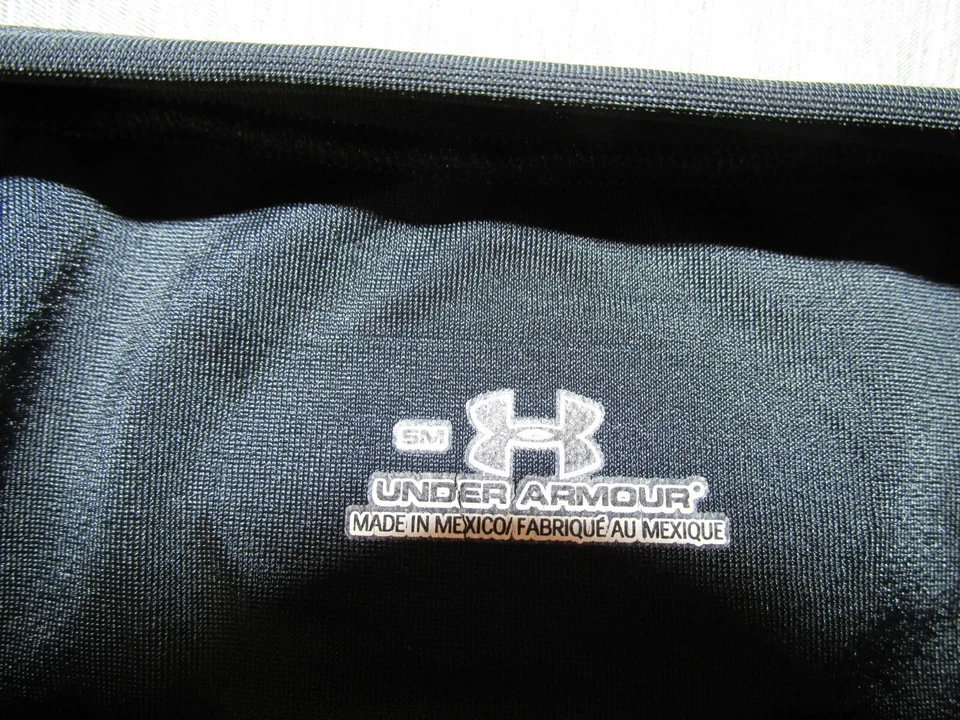 SM
UNDER ARMOUR®
MADE IN MEXICO/FABRIQUÉ AU MEXIQUE